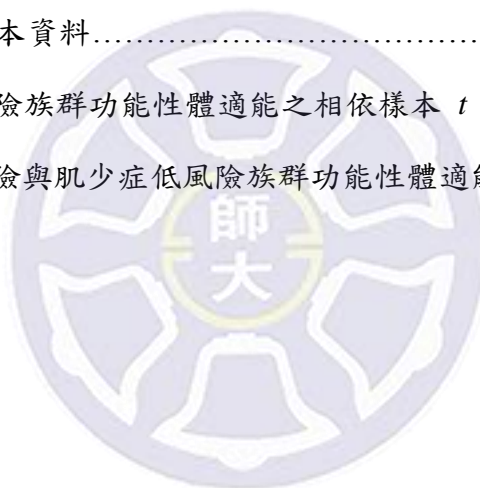 本資料....................................
險族群功能性體適能之相依樣本 t
險與肌少症低風險族群功能性體適能
師
大